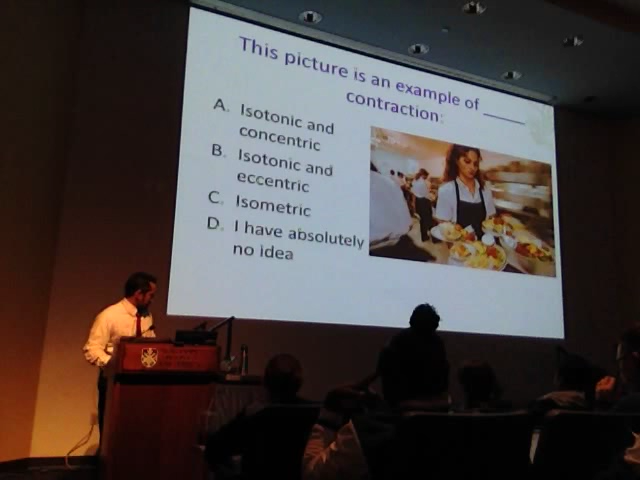 This picture is an example of _____
contraction:
A. Isotonic and
concentric
B. Isotonic and
eccentric
C. Isometric
D. I have absolutely
no idea